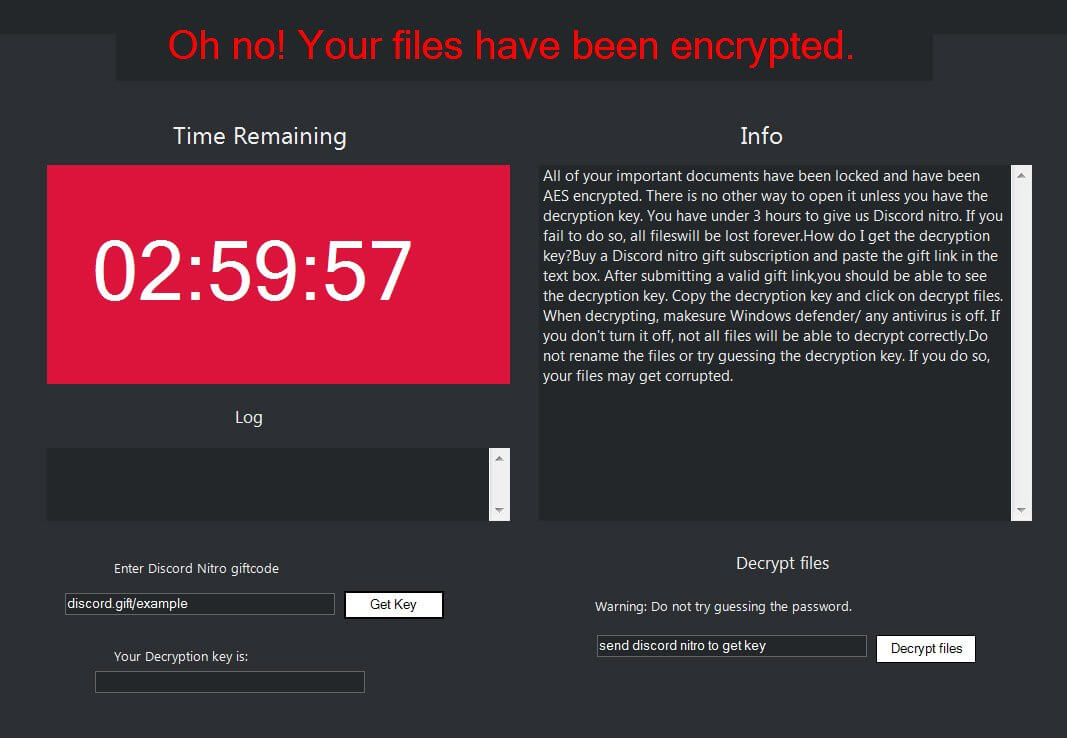 Oh no! Your files have been encrypted.
Time Remaining
02:59:57
Log
Enter Discord Nitro giftcode
discord.gift/example
Get Key
Your Decryption key is:
Info
All of your important documents have been locked and have been
AES encrypted. There is no other way to open it unless you have the
decryption key. You have under 3 hours to give us Discord nitro. If you
fail to do so, all fileswill be lost forever.How do I get the decryption
key?Buy a Discord nitro gift subscription and paste the gift link in the
text box. After submitting a valid gift link,you should be able to see
the decryption key. Copy the decryption key and click on decrypt files.
When decrypting, makesure Windows defender/ any antivirus is off. If
you don't turn it off, not all files will be able to decrypt correctly.Do
not rename the files or try guessing the decryption key. If you do so,
your files may get corrupted.
Decrypt files
Warning: Do not try guessing the password.
send discord nitro to get key
Decrypt files